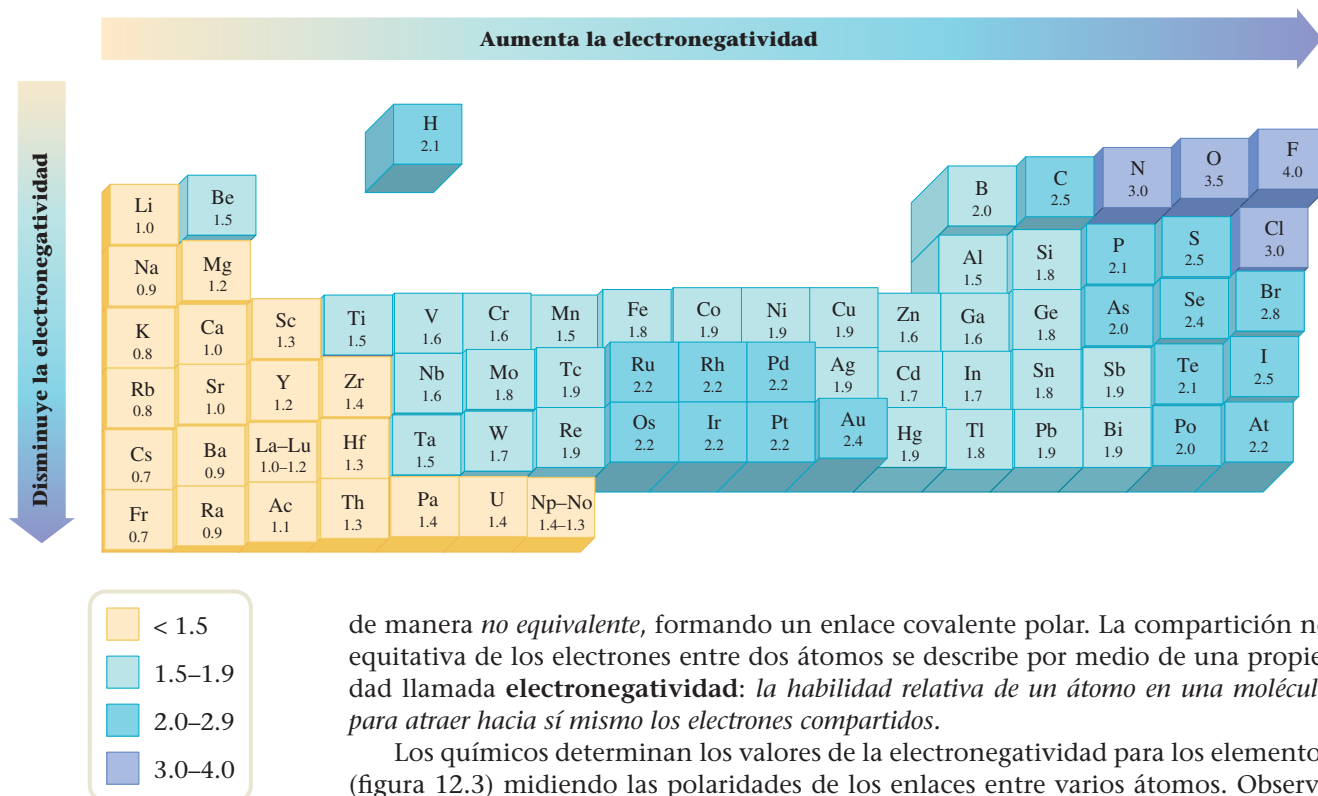 Aumenta la electronegatividad
Disminuye la electronegatividad
H
2.1
Li
1.0
Be
1.5
B
2.0
C
2.5
N
3.0
O
3.5
F
4.0
Na
0.9
Mg
1.2
Al
1.5
Si
1.8
P
2.1
S
2.5
Cl
3.0
K
0.8
Ca
1.0
Sc
1.3
Ti
1.5
V
1.6
Cr
1.6
Mn
1.5
Fe
1.8
Co
1.9
Ni
1.9
Cu
1.9
Zn
1.6
Ga
1.6
Ge
1.8
As
2.0
Se
2.4
Br
2.8
Rb
0.8
Sr
1.0
Y
1.2
Zr
1.4
Nb
1.6
Mo
1.8
Tc
1.9
Ru
2.2
Rh
2.2
Pd
2.2
Ag
1.9
Cd
1.7
In
1.7
Sn
1.8
Sb
1.9
Te
2.1
I
2.5
Cs
0.7
Ba
0.9
La–Lu
1.0–1.2
Hf
1.3
Ta
1.5
W
1.7
Re
1.9
Os
2.2
Ir
2.2
Pt
2.2
Au
2.4
Hg
1.9
Tl
1.8
Pb
1.9
Bi
1.9
Po
2.0
At
2.2
Fr
0.7
Ra
0.9
Ac
1.1
Th
1.3
Pa
1.4
U
1.4
Np–No
1.4–1.3
< 1.5
1.5–1.9
2.0–2.9
3.0–4.0
de manera no equivalente, formando un enlace covalente polar. La compartición no
equitativa de los electrones entre dos átomos se describe por medio de una propie-
dad llamada electronegatividad: la habilidad relativa de un átomo en una molécul
para atraer hacia sí mismo los electrones compartidos.
Los químicos determinan los valores de la electronegatividad para los elemento
(figura 12.3) midiendo las polaridades de los enlaces entre varios átomos. Observ